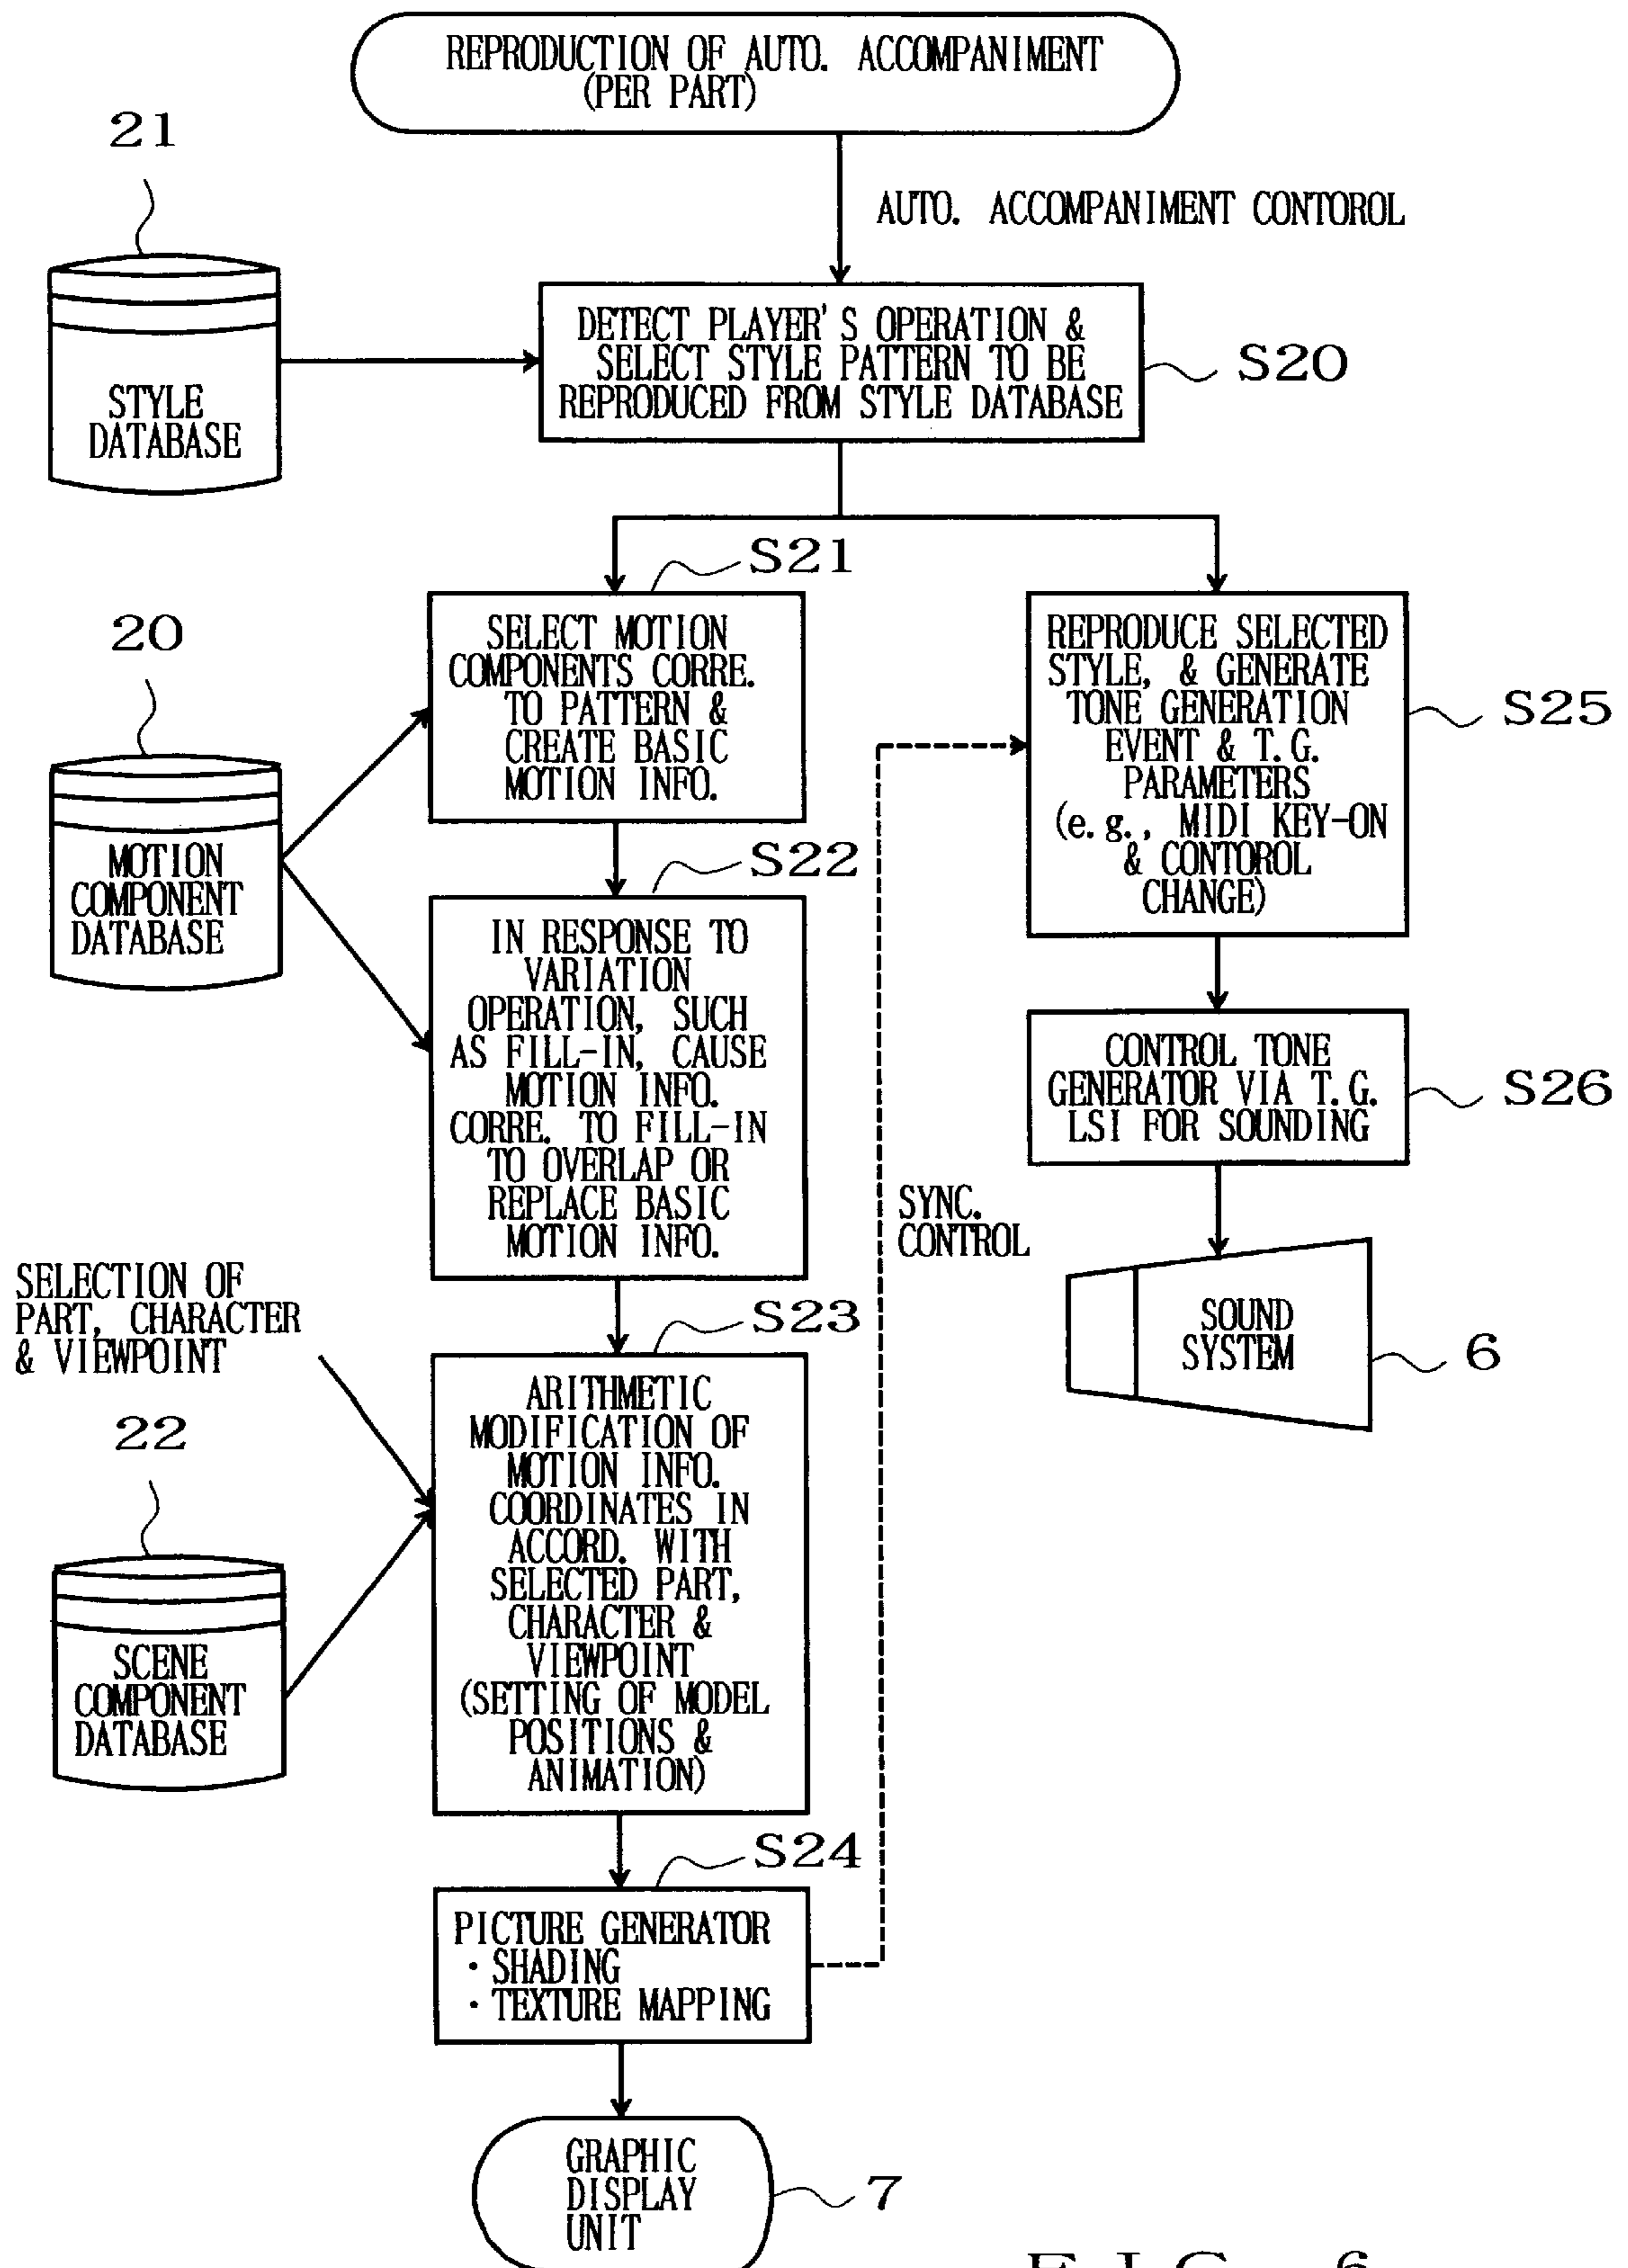 REPRODUCTION OF AUTO. ACCOMPANIMENT
(PER PART)
21
AUTO. ACCOMPANIMENT CONTOROL
STYLE
DATABASE
DETECT PLAYER'S OPERATION &
SELECT STYLE PATTERN TO BE
REPRODUCED FROM STYLE DATABASE
S20
S21
20
MOTION
COMPONENT
DATABASE
SELECT MOTION
COMPONENTS CORRE.
TO PATTERN &
CREATE BASIC
MOTION INFO.
REPRODUCE SELECTED
STYLE, & GENERATE
TONE GENERATION
EVENT & T.G.
PARAMETERS
(e.g., MIDI KEY-ON
& CONTOROL
CHANGE)
S25
S22
IN RESPONSE TO
VARIATION
OPERATION, SUCH
AS FILL-IN, CAUSE
MOTION INFO.
CORRE. TO FILL-IN
TO OVERLAP OR
REPLACE BASIC
MOTION INFO.
CONTROL TONE
GENERATOR VIA T.G.
LSI FOR SOUNDING
S26
SYNC.
CONTROL
SELECTION OF
PART, CHARACTER
& VIEWPOINT
S23
SOUND
SYSTEM
6
22
SCENE
COMPONENT
DATABASE
ARITHMETIC
MODIFICATION OF
MOTION INFO.
COORDINATES IN
ACCORD. WITH
SELECTED PART,
CHARACTER &
VIEWPOINT
(SETTING OF MODEL
POSITIONS &
ANIMATION)
S24
PICTURE GENERATOR
・SHADING
・TEXTURE MAPPING
GRAPHIC
DISPLAY
UNIT
7
FIG. 6